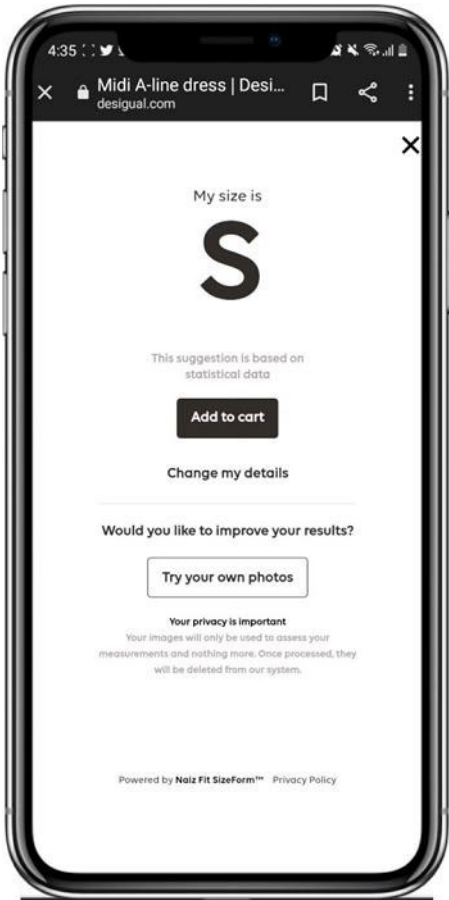 4:35
Midi A-line dress | Desi...
desigual.com
My size is
S
This suggestion is based on
statistical data
Add to cart
Change my details
Would you like to improve your results?
Try your own photos
Your privacy is important
Your images will only be used to assess your
measurements and nothing more. Once processed, they
will be deleted from our system.
Powered by Naiz Fit SizeForm™ Privacy Policy